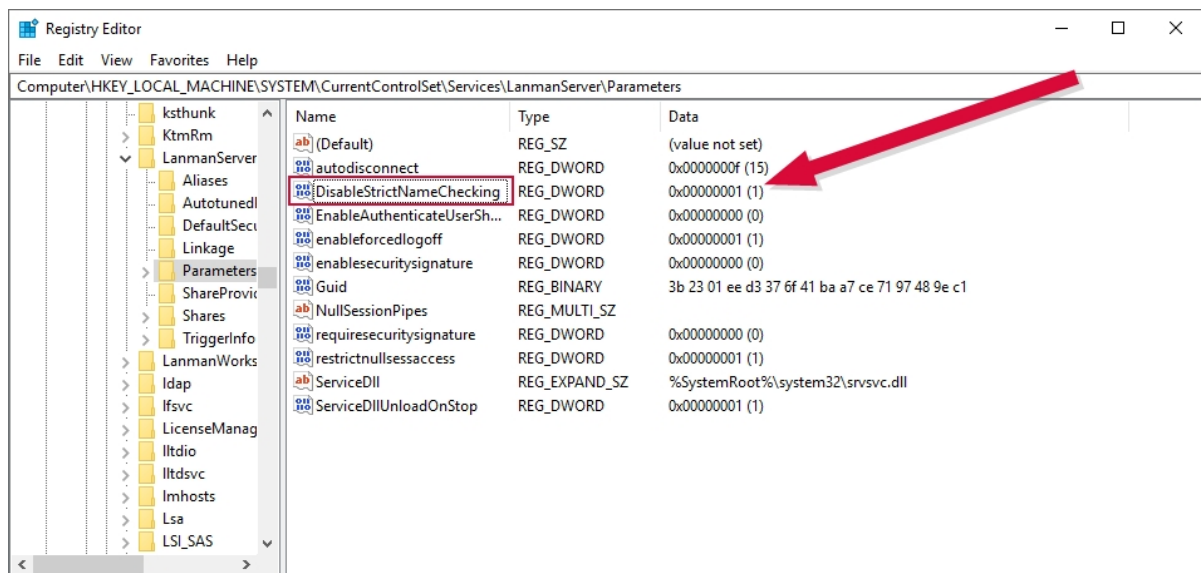 Registry Editor
File Edit View Favorites Help
Computer\HKEY_LOCAL_MACHINE\SYSTEM\CurrentControlSet\Services\LanmanServer\Parameters
ksthunk
KtmRm
LanmanServer
Aliases
Autotunedl
DefaultSecu
Linkage
Parameters
ShareProvid
Shares
TriggerInfo
LanmanWorks
ldap
lfsvc
LicenseManag
lltdio
lltdsvc
lmhosts
Lsa
LSI_SAS
Name Type Data
(Default) REG_SZ (value not set)
autodisconnect REG_DWORD 0x0000000f (15)
DisableStrictNameChecking REG_DWORD 0x00000001 (1)
EnableAuthenticateUserSh... REG_DWORD 0x00000000 (0)
enableforcedlogoff REG_DWORD 0x00000001 (1)
enablesecuritysignature REG_DWORD 0x00000000 (0)
Guid REG_BINARY 3b 23 01 ee d3 37 6f 41 ba a7 ce 71 97 48 9e c1
NullSessionPipes REG_MULTI_SZ
requiresecuritysignature REG_DWORD 0x00000000 (0)
restrictnullsessaccess REG_DWORD 0x00000001 (1)
ServiceDll REG_EXPAND_SZ %SystemRoot%\system32\srvsvc.dll
ServiceDllUnloadOnStop REG_DWORD 0x00000001 (1)